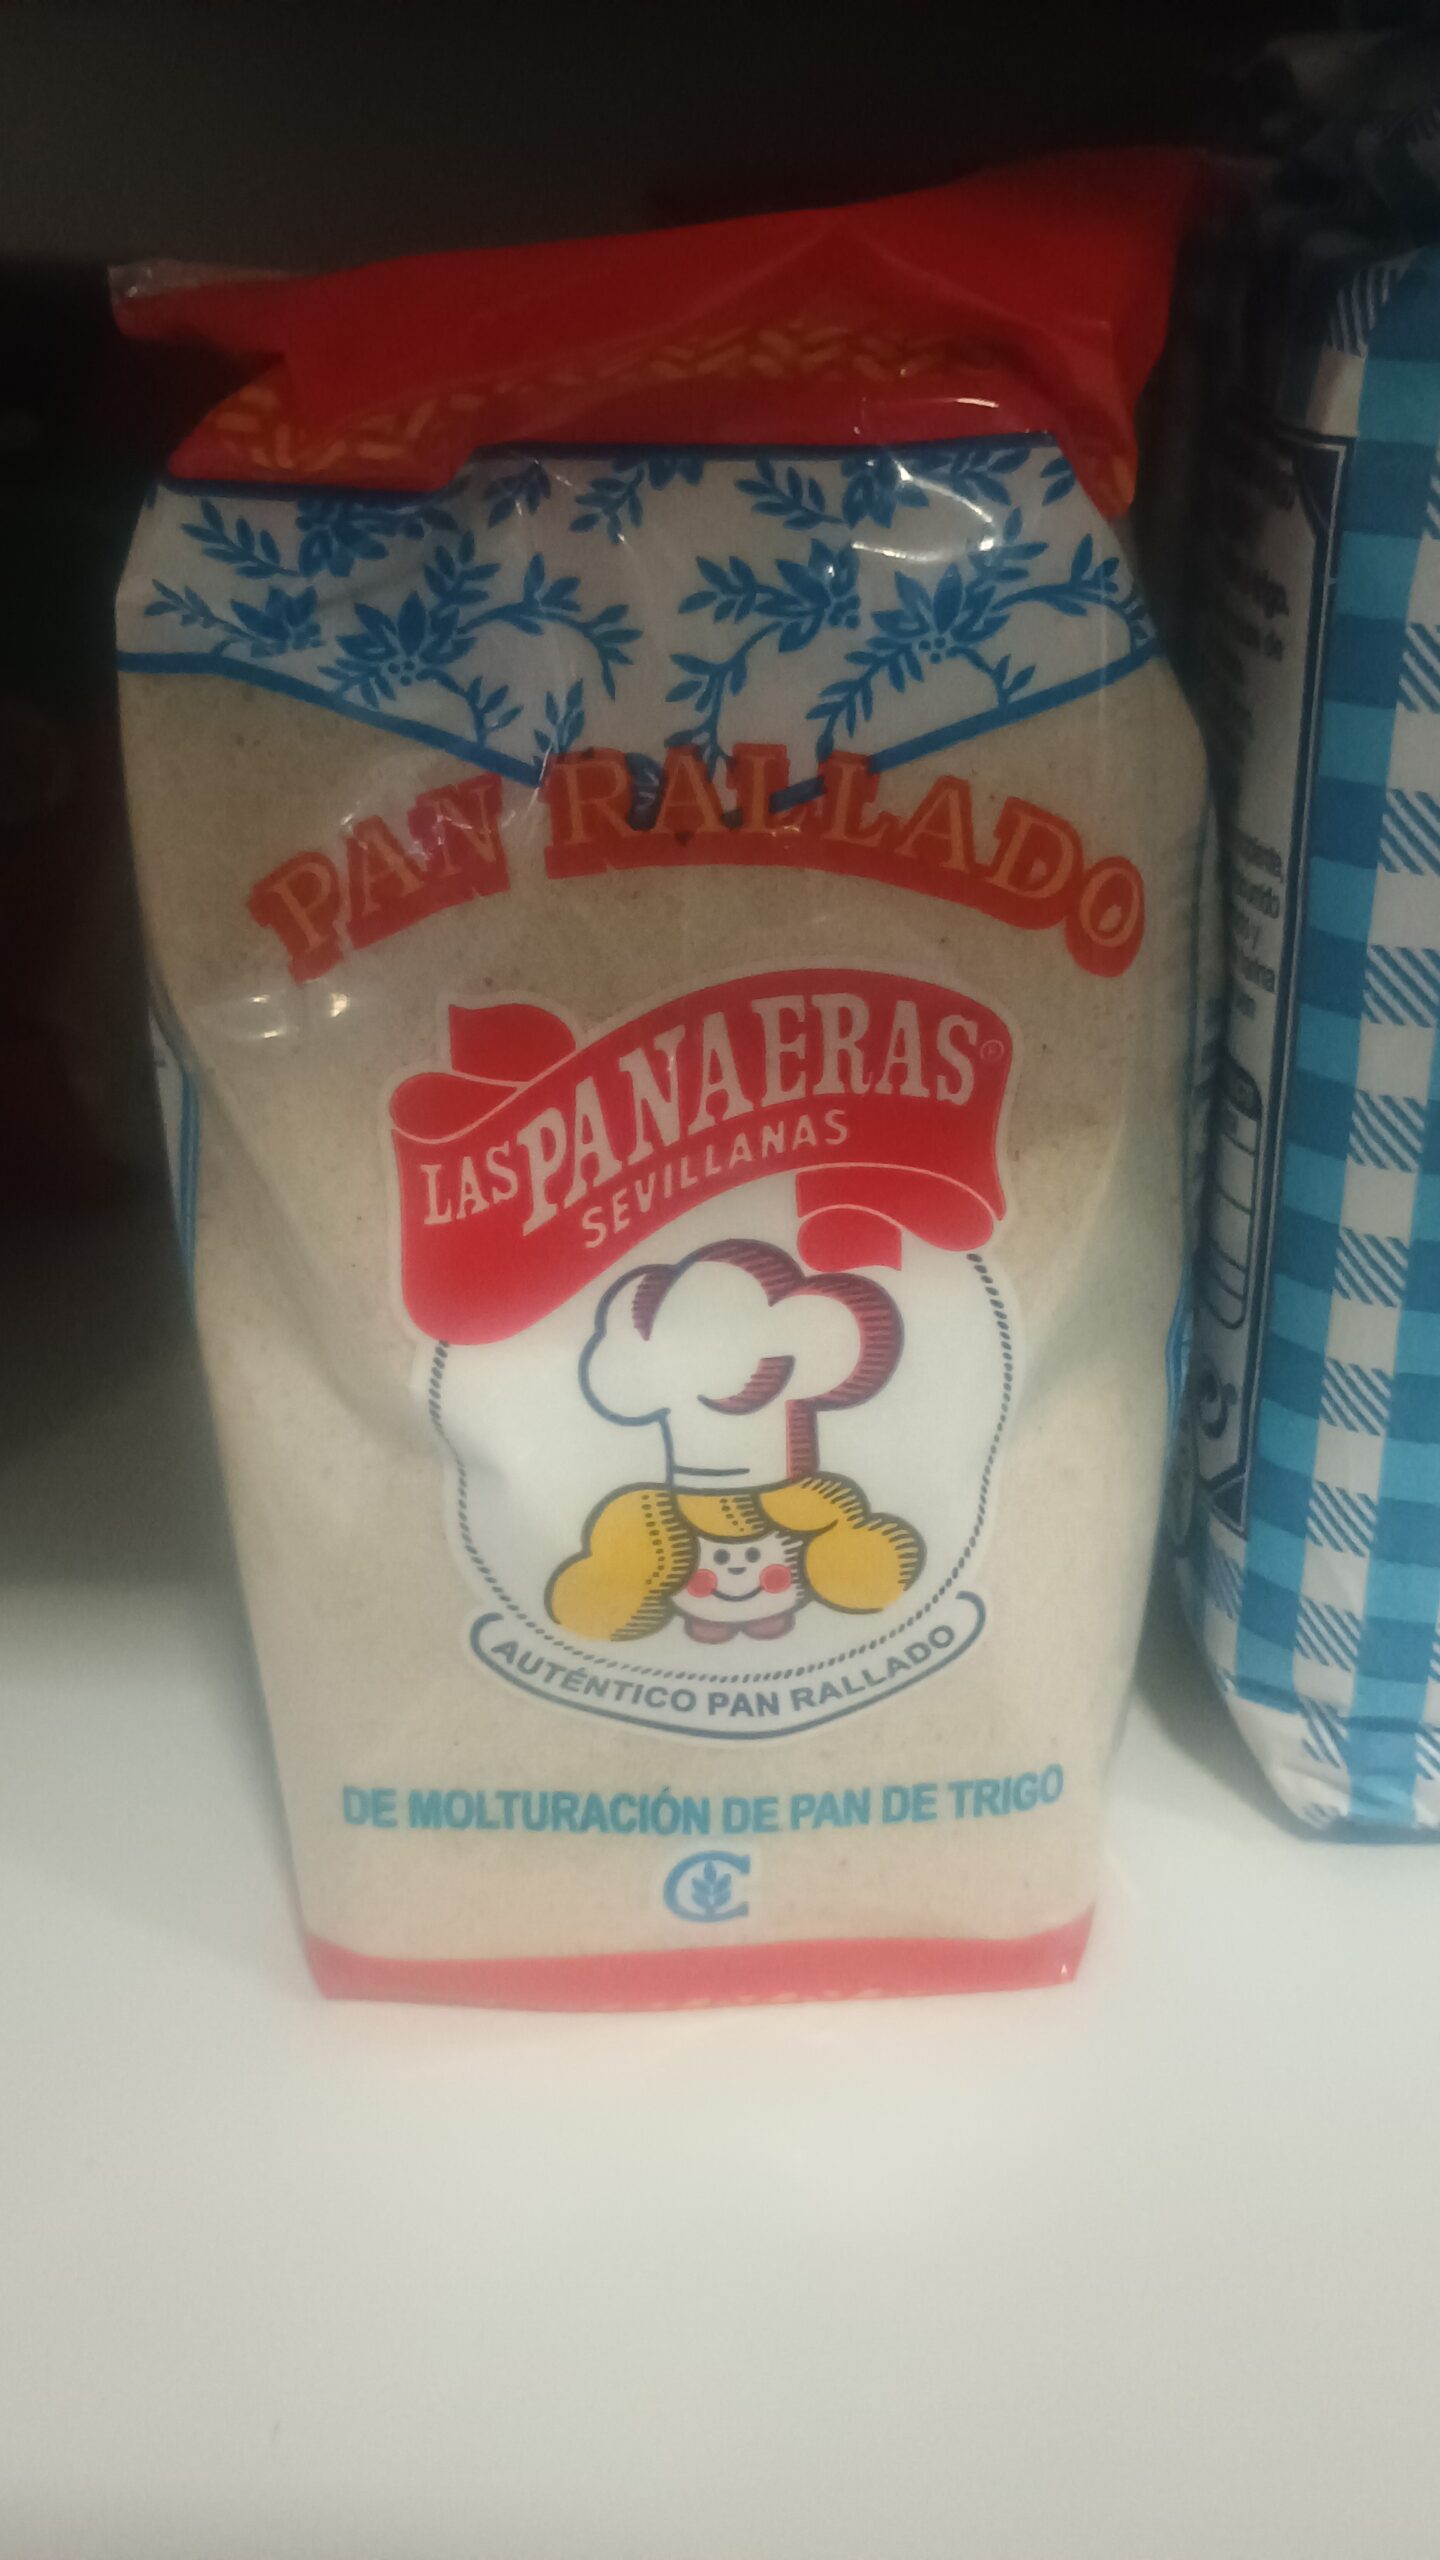 PAN RALLADO
LAS PANAERAS®
SEVILLANAS
AUTÉNTICO PAN RALLADO
DE MOLTURACIÓN DE PAN DE TRIGO